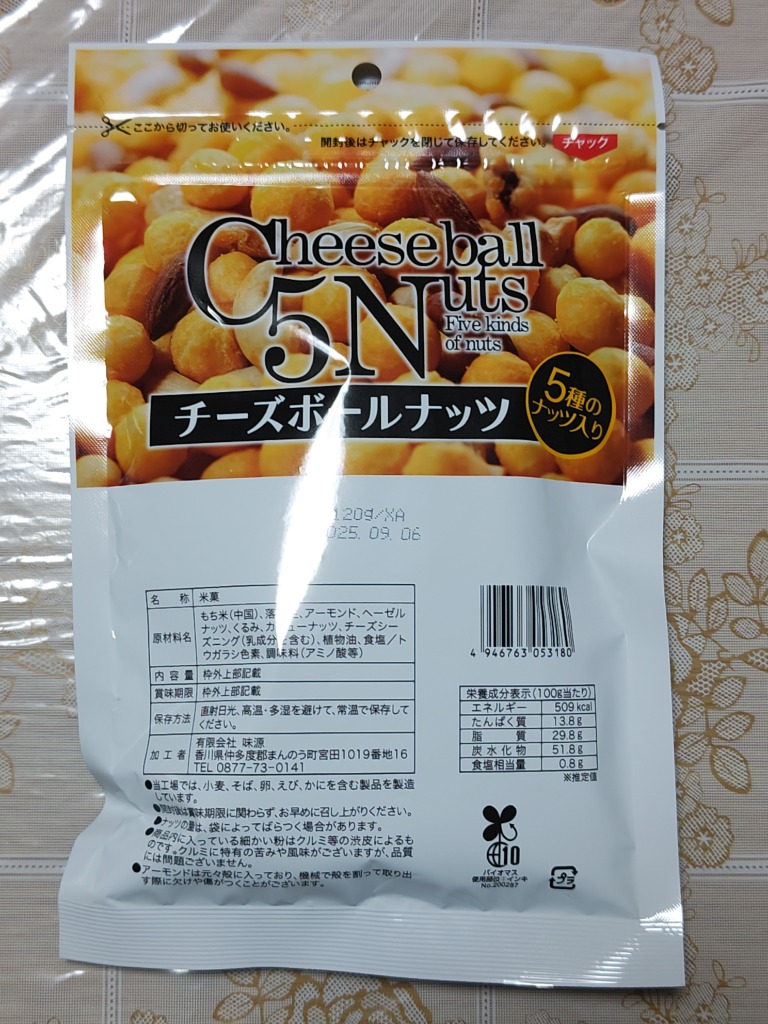 ここから切ってお使いください。
開封後はチャックを閉じて保存してください。
チャック
Cheese ball
5 Nuts
Five kinds
of nuts
チーズボールナッツ
5種の
ナッツ入り
120g/XA
025. 09. 06
名 称 米菓
原材料名 もち米(中国)、落、アーモンド、ヘーゼル
ナッツ、くるみ、カシューナッツ、チーズシー
ズニング(乳成分を含む)、植物油、食塩/ト
ウガラシ色素、調味料(アミノ酸等)
内容量 枠外上部記載
賞味期限 枠外上部記載
保存方法 直射日光、高温・多湿を避けて、常温で保存して
ください。
加工者 有限会社 味源
香川県仲多度郡まんのう町宮田1019番地16
TEL 0877-73-0141
4 946763 053180
栄養成分表示(100g当たり)
エネルギー 509kcal
たんぱく質 13.8g
脂 質 29.8g
炭水化物 51.8g
食塩相当量 0.8g
※推定値
●当工場では、小麦、そば、卵、えび、かにを含む製品を製造
しています。
●開封後は賞味期限に関わらず、お早めに召し上がりください。
●ナッツの量は、袋によってばらつく場合があります。
●商品内に入っている細かい粉はクルミ等の渋皮によるも
のです。クルミに特有の苦みや風味がございますが、品質
には問題ございません。
●アーモンドは元々殻に入っており、機械で殻を割って取り出
す際に欠けや傷がつくことがございます。
10
バイオマス
使用部位:インキ
No.200287
プラ